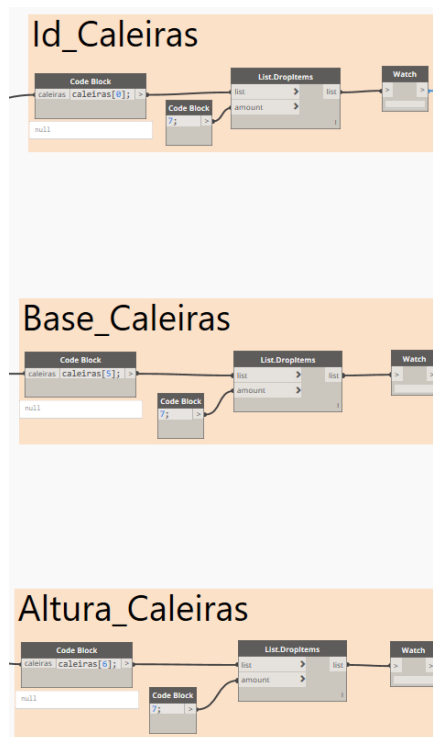 Id_Caleiras
Code Block
caleiras caleiras[0]; >
null
Code Block
7; >
List.DropItems
list > list
amount >
l
Watch
> >
Base_Caleiras
Code Block
caleiras caleiras[5]; >
null
Code Block
7; >
List.DropItems
list > list
amount >
l
Watch
> >
Altura_Caleiras
Code Block
caleiras caleiras[6]; >
null
Code Block
7; >
List.DropItems
list > list
amount >
l
Watch
> >